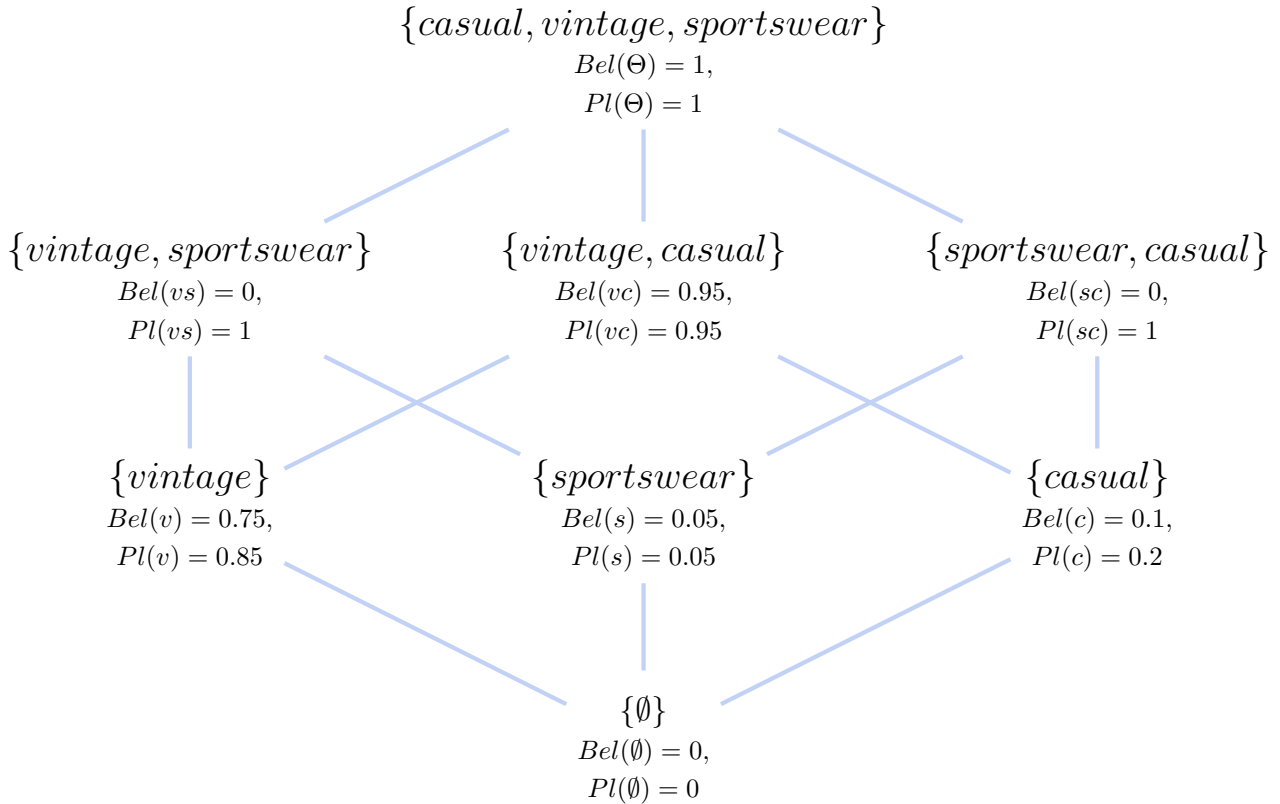 {casual, vintage, sportswear}
Bel(Θ) = 1,
Pl(Θ) = 1
{vintage, sportswear}
Bel(vs) = 0,
Pl(vs) = 1
{vintage, casual}
Bel(vc) = 0.95,
Pl(vc) = 0.95
{sportswear, casual}
Bel(sc) = 0,
Pl(sc) = 1
{vintage}
Bel(v) = 0.75,
Pl(v) = 0.85
{sportswear}
Bel(s) = 0.05,
Pl(s) = 0.05
{casual}
Bel(c) = 0.1,
Pl(c) = 0.2
{∅}
Bel(∅) = 0,
Pl(∅) = 0